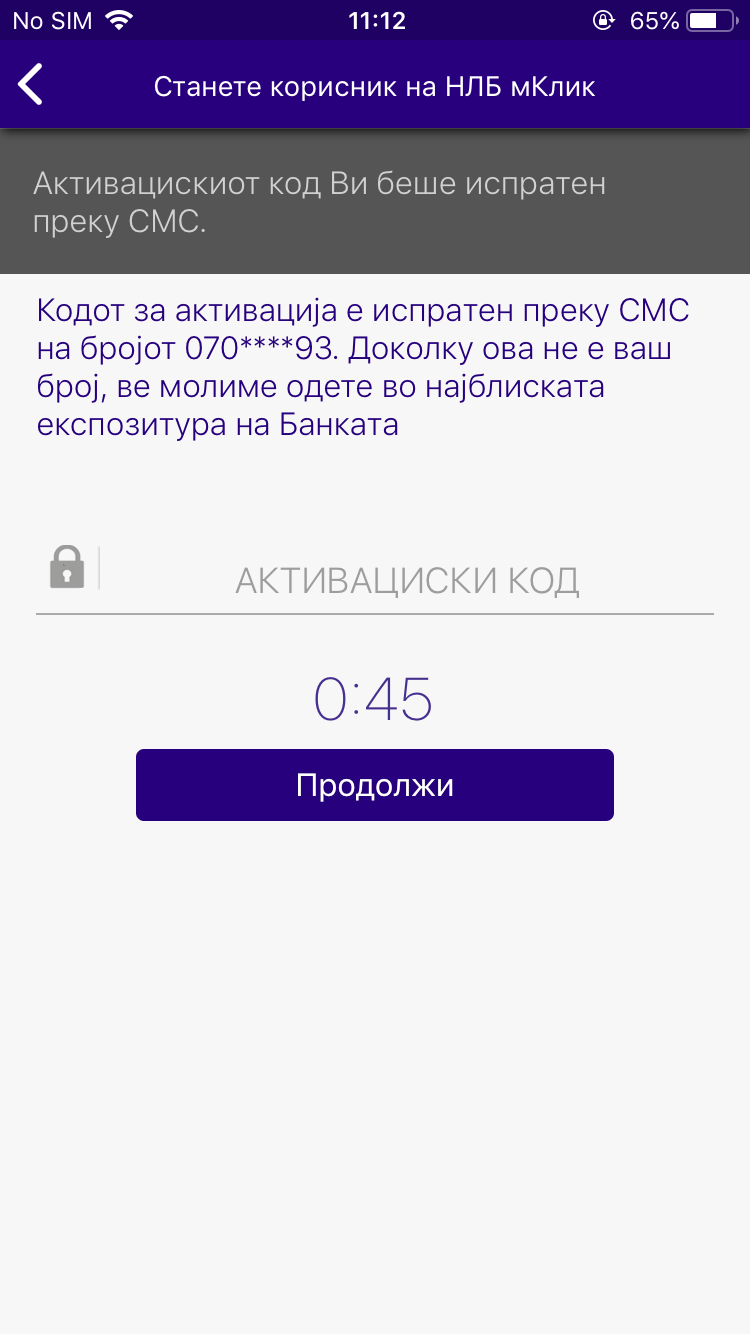 No SIM 11:12 65%
Станете корисник на НЛБ мКлик
Активацискиот код Ви беше испратен
преку СМС.
Кодот за активација е испратен преку СМС
на бројот 070****93. Доколку ова не е ваш
број, ве молиме одете во најблиската
експозитура на Банката
АКТИВАЦИСКИ КОД
0:45
Продолжи